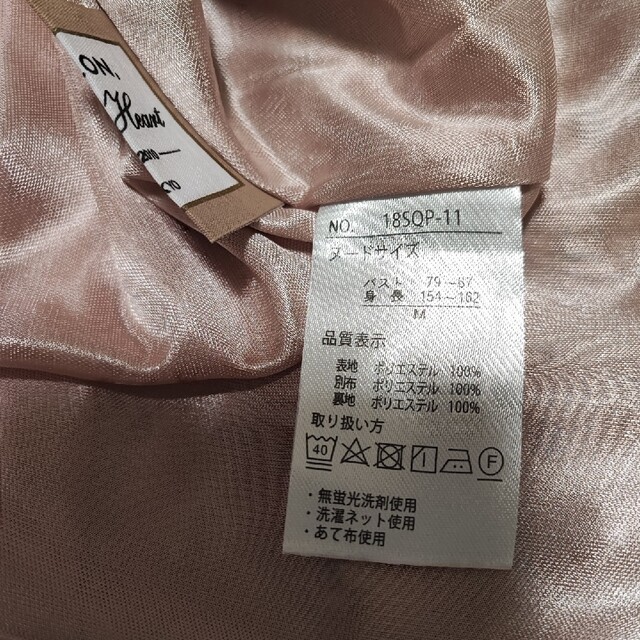 ON,
Heart
2010
NO. 18SQP-11
ヌードサイズ
バスト 79～87
身 長 154～162
M
品質表示
表地 ポリエステル 100%
別布 ポリエステル 100%
裏地 ポリエステル 100%
取り扱い方
40
F
・無蛍光洗剤使用
・洗濯ネット使用
・あて布使用